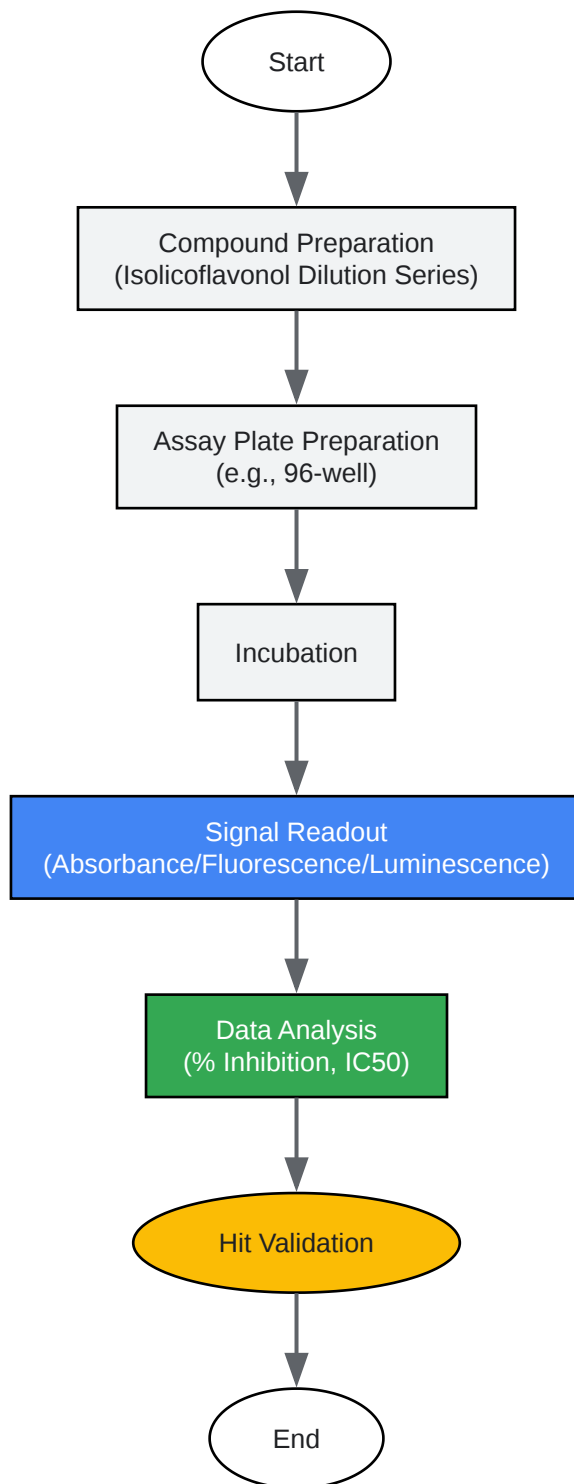 Start
Compound Preparation
(Isolicoflavonol Dilution Series)
Assay Plate Preparation
(e.g., 96-well)
Incubation
Signal Readout
(Absorbance/Fluorescence/Luminescence)
Data Analysis
(% Inhibition, IC50)
Hit Validation
End